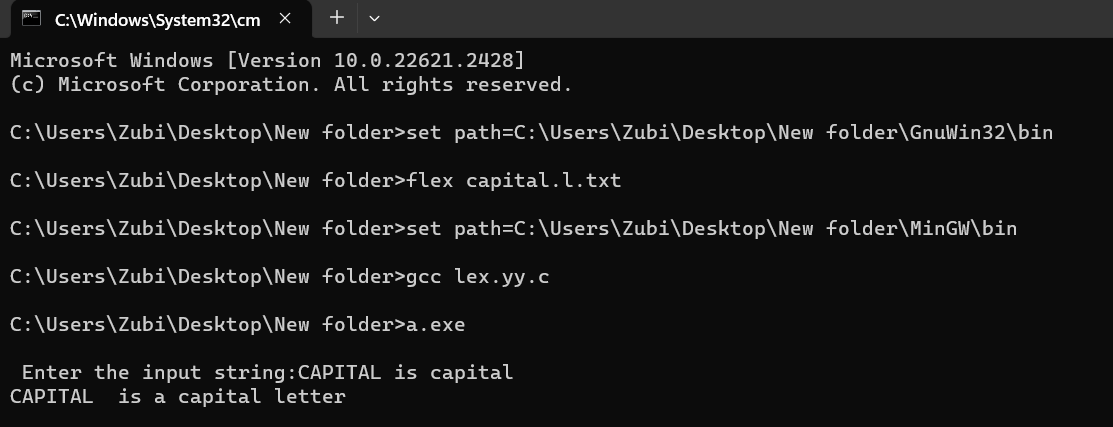 C:\Windows\System32\cm
Microsoft Windows [Version 10.0.22621.2428]
(c) Microsoft Corporation. All rights reserved.
C:\Users\Zubi\Desktop\New folder>set path=C:\Users\Zubi\Desktop\New folder\GnuWin32\bin
C:\Users\Zubi\Desktop\New folder>flex capital.l.txt
C:\Users\Zubi\Desktop\New folder>set path=C:\Users\Zubi\Desktop\New folder\MinGW\bin
C:\Users\Zubi\Desktop\New folder>gcc lex.yy.c
C:\Users\Zubi\Desktop\New folder>a.exe
 Enter the input string:CAPITAL is capital
CAPITAL  is a capital letter